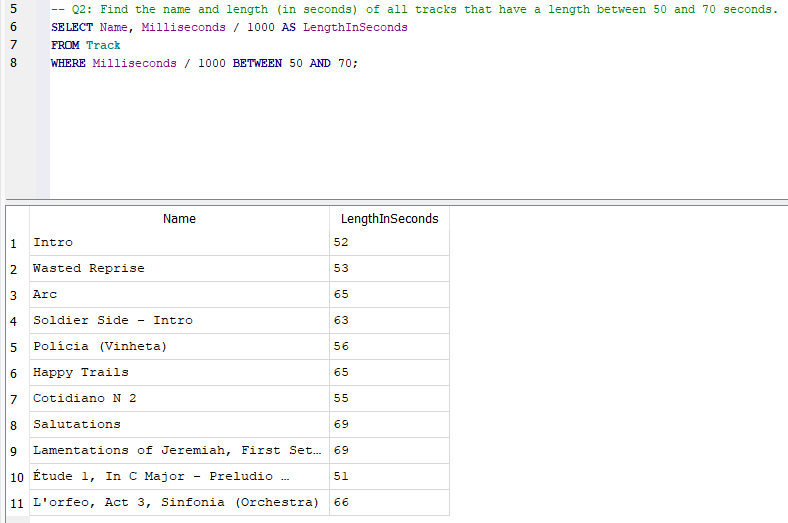 5 -- Q2: Find the name and length (in seconds) of all tracks that have a length between 50 and 70 seconds.
6 SELECT Name, Milliseconds / 1000 AS LengthInSeconds
7 FROM Track
8 WHERE Milliseconds / 1000 BETWEEN 50 AND 70;
Name LengthInSeconds
1 Intro 52
2 Wasted Reprise 53
3 Arc 65
4 Soldier Side - Intro 63
5 Polícia (Vinheta) 56
6 Happy Trails 65
7 Cotidiano N 2 55
8 Salutations 69
9 Lamentations of Jeremiah, First Set… 69
10 Étude 1, In C Major - Preludio … 51
11 L'orfeo, Act 3, Sinfonia (Orchestra) 66